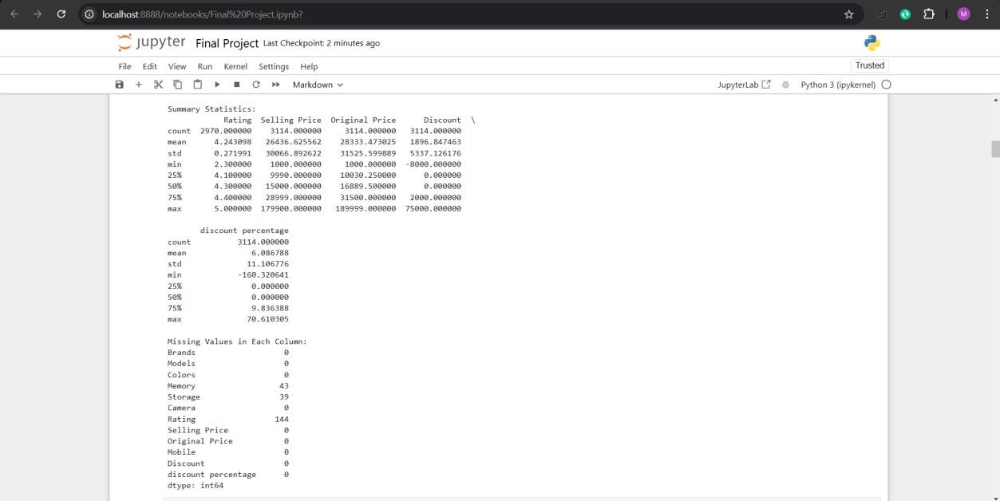 localhost:8888/notebooks/Final%20Project.ipynb?
M
jupyter Final Project Last Checkpoint: 2 minutes ago
File Edit View Run Kernel Settings Help
Trusted
Markdown
JupyterLab Python 3 (ipykernel)
Summary Statistics:
Rating Selling Price Original Price Discount \
count 2970.000000 3114.000000 3114.000000 3114.000000
mean 4.243098 26436.625562 28333.473025 1896.847463
std 0.271991 30066.892622 31525.599889 5337.126176
min 2.300000 1000.000000 1000.000000 -8000.000000
25% 4.100000 9990.000000 10030.250000 0.000000
50% 4.300000 15000.000000 16889.500000 0.000000
75% 4.400000 28999.000000 31500.000000 2000.000000
max 5.000000 179900.000000 189999.000000 75000.000000
discount percentage
count 3114.000000
mean 6.086788
std 11.106776
min -160.320641
25% 0.000000
50% 0.000000
75% 9.836388
max 70.610305
Missing Values in Each Column:
Brands 0
Models 0
Colors 0
Memory 43
Storage 39
Camera 0
Rating 144
Selling Price 0
Original Price 0
Mobile 0
Discount 0
discount percentage 0
dtype: int64